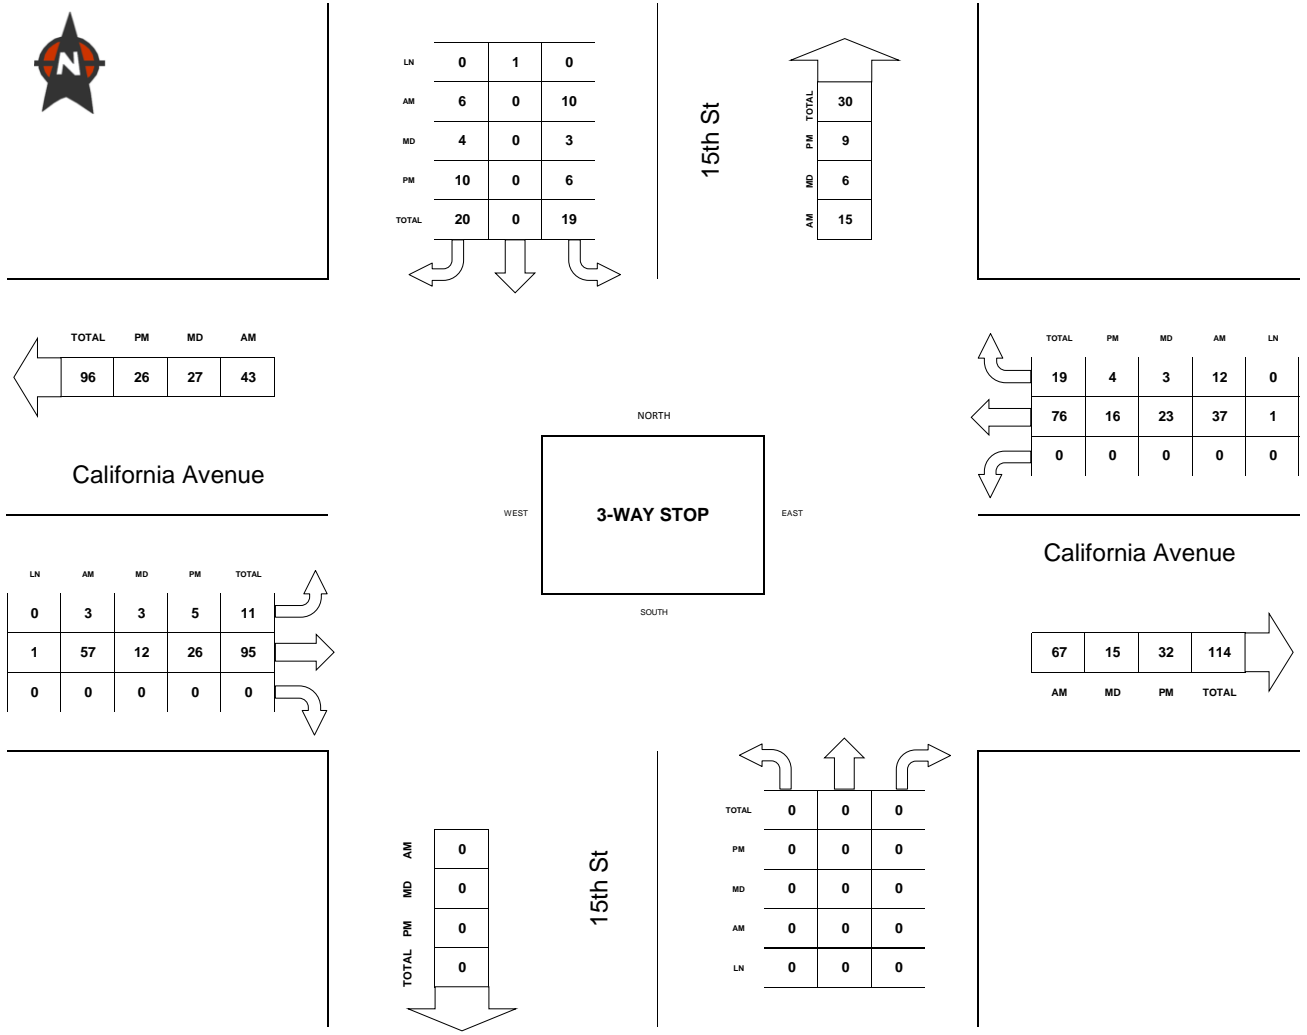 N
LN 0 1 0
AM 6 0 10
MD 4 0 3
PM 10 0 6
TOTAL 20 0 19
15th St
TOTAL 30
PM 9
MD 6
AM 15
TOTAL PM MD AM
96 26 27 43
California Avenue
TOTAL PM MD AM LN
19 4 3 12 0
76 16 23 37 1
0 0 0 0 0
NORTH
WEST
3-WAY STOP
EAST
SOUTH
California Avenue
LN AM MD PM TOTAL
0 3 3 5 11
1 57 12 26 95
0 0 0 0 0
67 15 32 114
AM MD PM TOTAL
AM 0
MD 0
PM 0
TOTAL 0
15th St
TOTAL 0 0 0
PM 0 0 0
MD 0 0 0
AM 0 0 0
LN 0 0 0